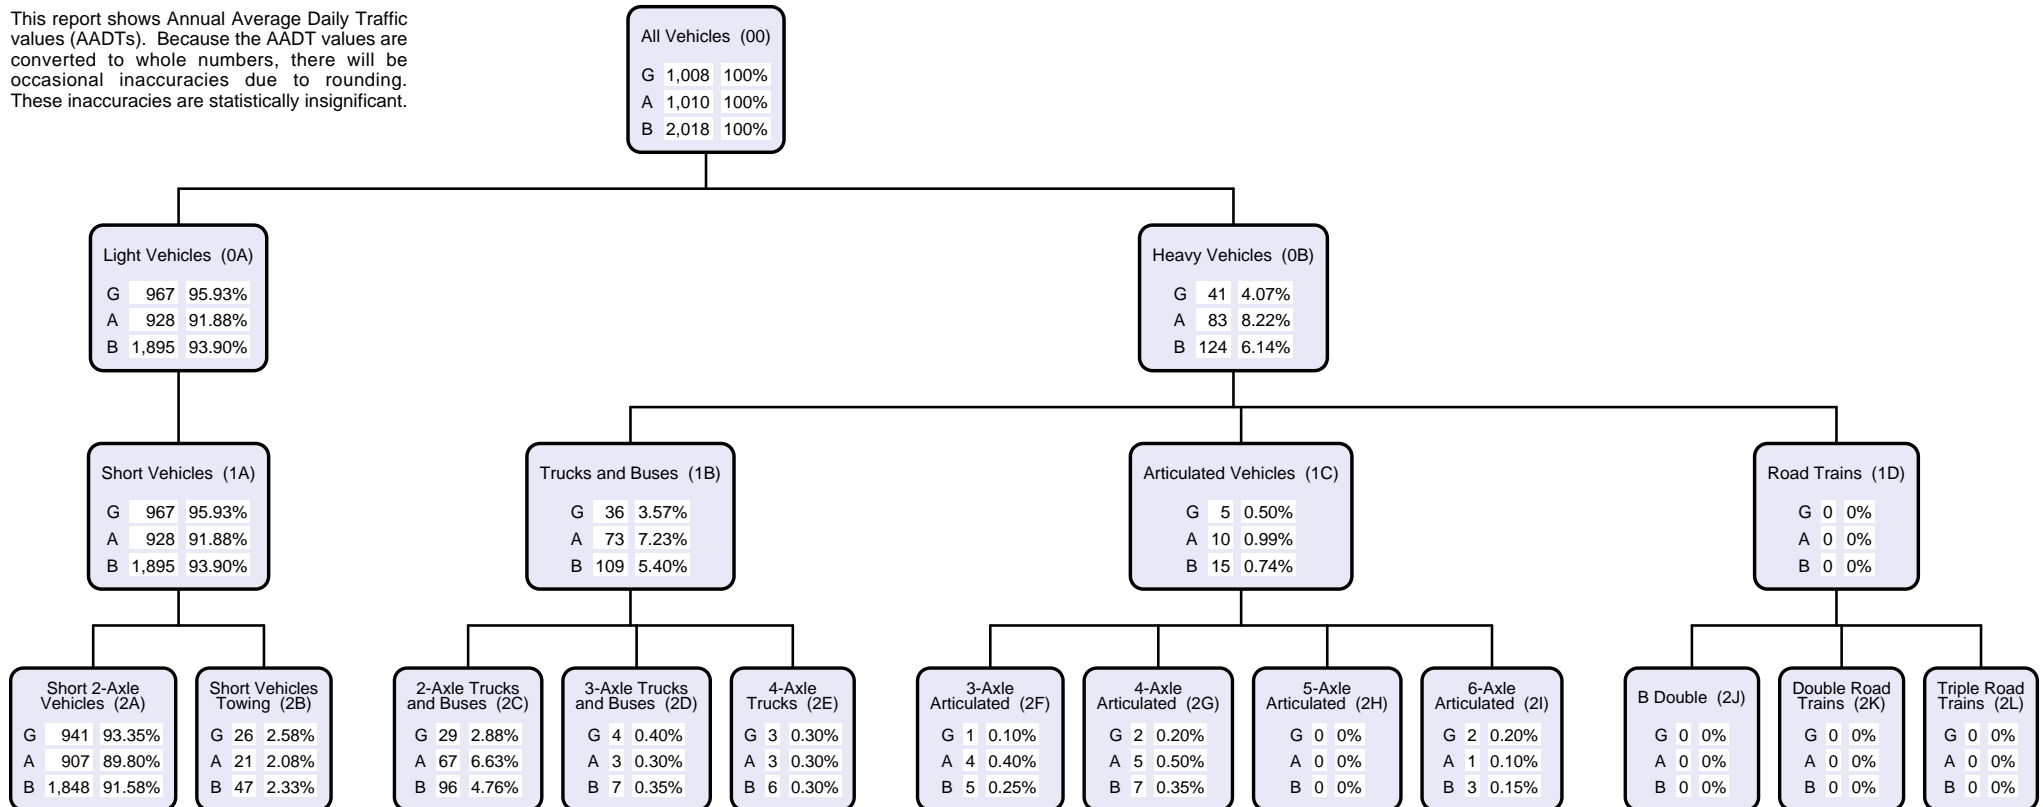 This report shows Annual Average Daily Traffic
values (AADTs). Because the AADT values are
converted to whole numbers, there will be
occasional inaccuracies due to rounding.
These inaccuracies are statistically insignificant.
All Vehicles (00)
G 1,008 100%
A 1,010 100%
B 2,018 100%
Light Vehicles (0A)
G 967 95.93%
A 928 91.88%
B 1,895 93.90%
Heavy Vehicles (0B)
G 41 4.07%
A 83 8.22%
B 124 6.14%
Short Vehicles (1A)
G 967 95.93%
A 928 91.88%
B 1,895 93.90%
Trucks and Buses (1B)
G 36 3.57%
A 73 7.23%
B 109 5.40%
Articulated Vehicles (1C)
G 5 0.50%
A 10 0.99%
B 15 0.74%
Road Trains (1D)
G 0 0%
A 0 0%
B 0 0%
Short 2-Axle
Vehicles (2A)
G 941 93.35%
A 907 89.80%
B 1,848 91.58%
Short Vehicles
Towing (2B)
G 26 2.58%
A 21 2.08%
B 47 2.33%
2-Axle Trucks
and Buses (2C)
G 29 2.88%
A 67 6.63%
B 96 4.76%
3-Axle Trucks
and Buses (2D)
G 4 0.40%
A 3 0.30%
B 7 0.35%
4-Axle
Trucks (2E)
G 3 0.30%
A 3 0.30%
B 6 0.30%
3-Axle
Articulated (2F)
G 1 0.10%
A 4 0.40%
B 5 0.25%
4-Axle
Articulated (2G)
G 2 0.20%
A 5 0.50%
B 7 0.35%
5-Axle
Articulated (2H)
G 0 0%
A 0 0%
B 0 0%
6-Axle
Articulated (2I)
G 2 0.20%
A 1 0.10%
B 3 0.15%
B Double (2J)
G 0 0%
A 0 0%
B 0 0%
Double Road
Trains (2K)
G 0 0%
A 0 0%
B 0 0%
Triple Road
Trains (2L)
G 0 0%
A 0 0%
B 0 0%